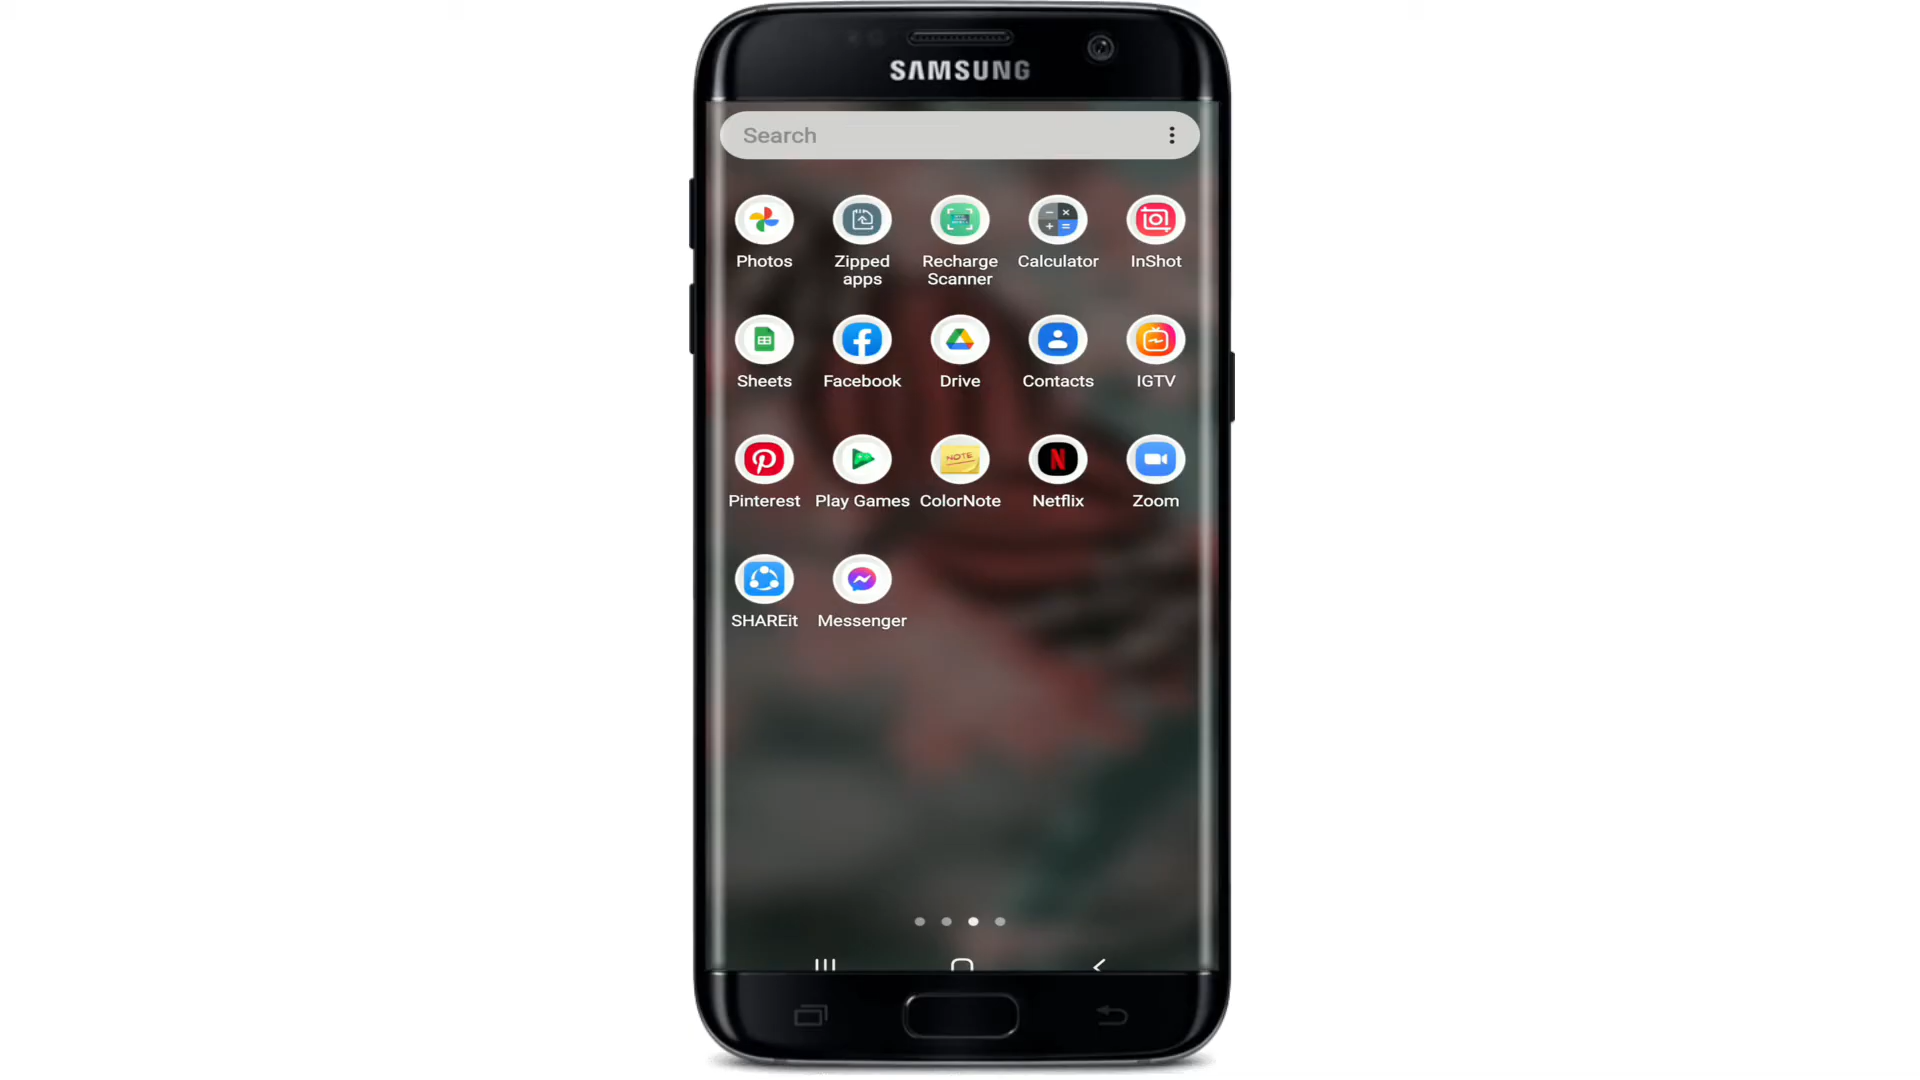 SAMSUNG
Search
Photos
Zipped
apps
Recharge
Scanner
Calculator
InShot
Sheets
Facebook
Drive
Contacts
IGTV
Pinterest
Play Games
NOTE
ColorNote
Netflix
Zoom
SHAREit
Messenger